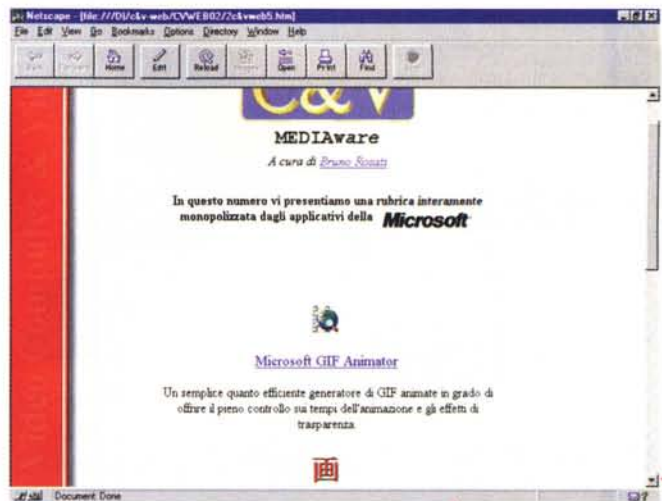 Netscape - [file:///D|/c&v-web/CVWEB02/2c&vweb5.htm]
File Edit View Go Bookmarks Options Directory Window Help
Home Edit Reload Open Print Find
C&V
MEDIAware
A cura di Bruno Rosati
In questo numero vi presentiamo una rubrica interamente
monopolizzata dagli applicativi della Microsoft
Microsoft GIF Animator
Un semplice quanto efficiente generatore di GIF animate in grado di
offrire il pieno controllo sui tempi dell'animazione e gli effetti di
trasparenza.
画
Document: Done